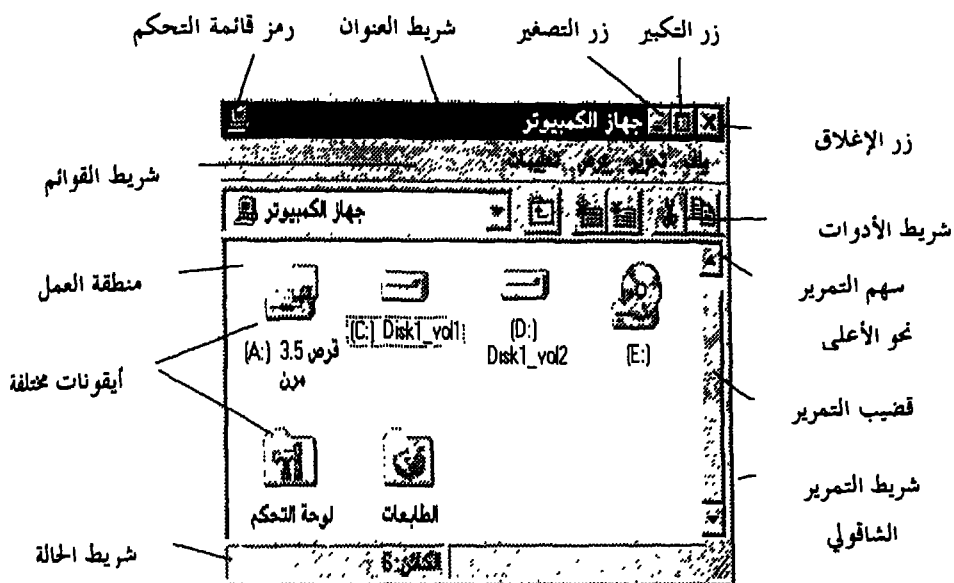 زر التكبير
زر التصغير
شريط العنوان
رمز قائمة التحكم
جهاز الكمبيوتر
زر الإغلاق
شريط القوائم
جهاز الكمبيوتر
شريط الأدوات
منطقة العمل
سهم التمرير
نحو الأعلى
(A:) قرص 3.5
مرن
(C:) Disk1_vol1
(D:)
Disk1_vol2
(E:)
أيقونات مختلفة
قضيب التمرير
شريط التمرير
الشاقولي
لوحة التحكم
الطابعات
شريط الحالة